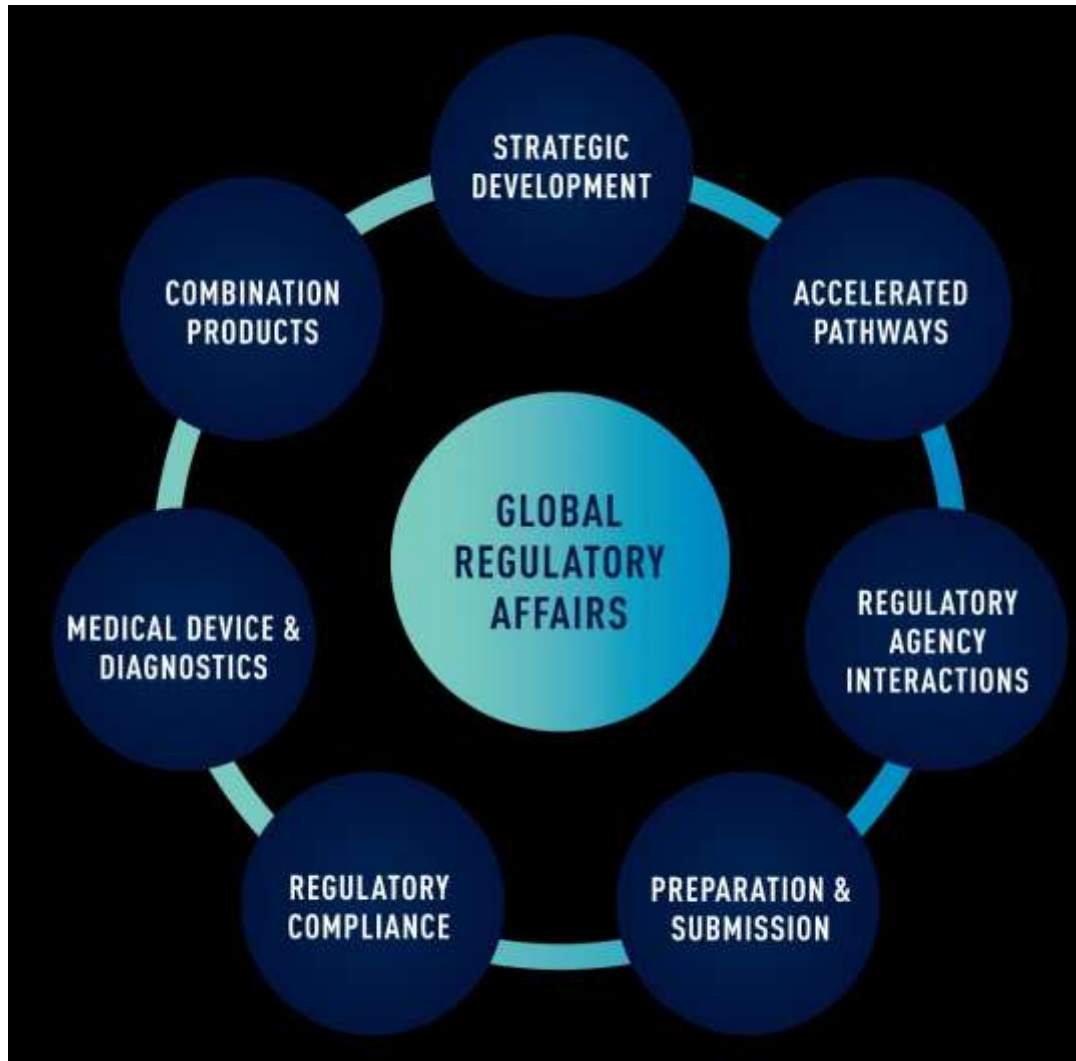 STRATEGIC
DEVELOPMENT
COMBINATION
PRODUCTS
ACCELERATED
PATHWAYS
GLOBAL
REGULATORY
AFFAIRS
MEDICAL DEVICE &
DIAGNOSTICS
REGULATORY
AGENCY
INTERACTIONS
REGULATORY
COMPLIANCE
PREPARATION &
SUBMISSION